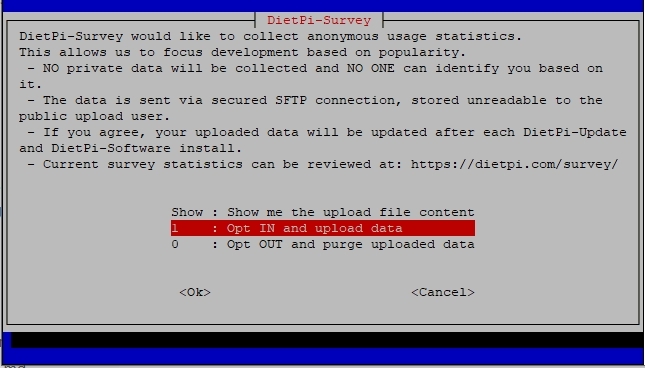 DietPi-Survey
DietPi-Survey would like to collect anonymous usage statistics.
This allows us to focus development based on popularity.
- NO private data will be collected and NO ONE can identify you based on
it.
- The data is sent via secured SFTP connection, stored unreadable to the
public upload user.
- If you agree, your uploaded data will be updated after each DietPi-Update
and DietPi-Software install.
- Current survey statistics can be reviewed at: https://dietpi.com/survey/
Show : Show me the upload file content
1    : Opt IN and upload data
0    : Opt OUT and purge uploaded data
<Ok> <Cancel>